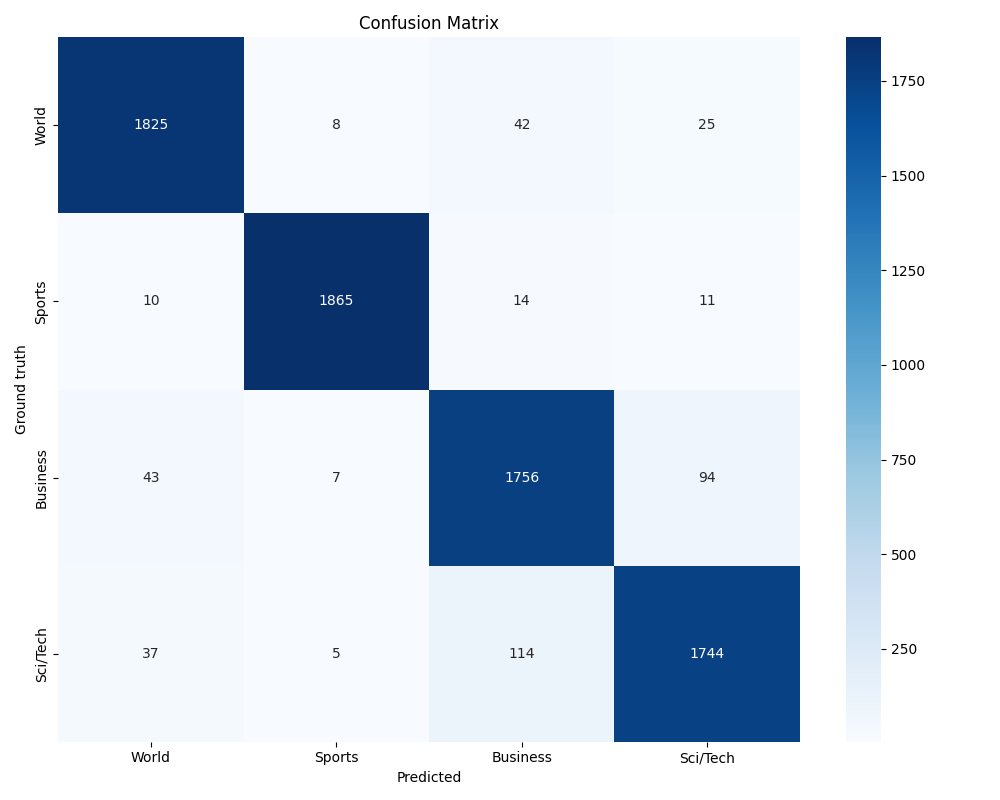 Confusion Matrix
Ground truth
World
1825 8 42 25
Sports
10 1865 14 11
Business
43 7 1756 94
Sci/Tech
37 5 114 1744
World Sports Business Sci/Tech
Predicted
1750
1500
1250
1000
750
500
250